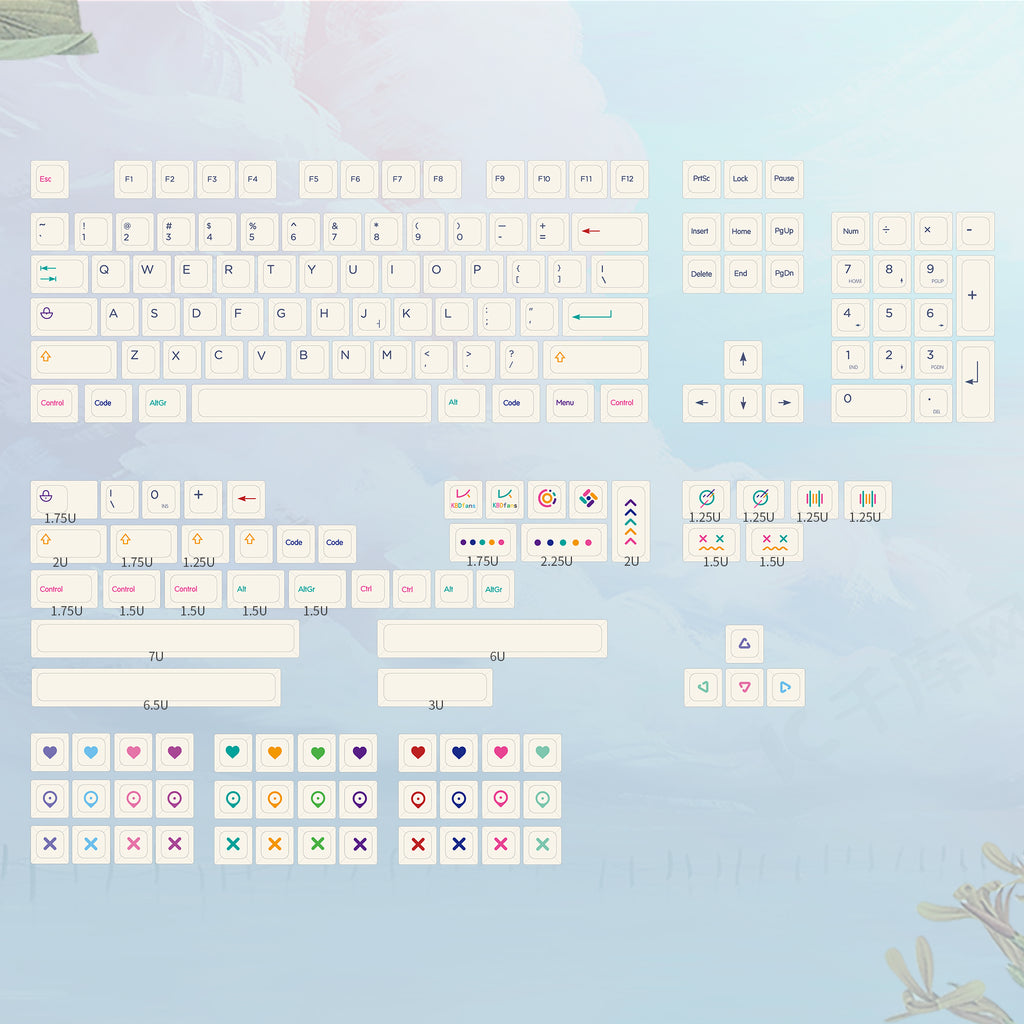 Esc F1 F2 F3 F4 F5 F6 F7 F8 F9 F10 F11 F12 PrtSc Lock Pause
~ ! @ # $ % ^ & * ( ) — +
` 1 2 3 4 5 6 7 8 9 0 - =
Insert Home PgUp Num ÷ × -
Q W E R T Y U I O P { } |
[ ] \
Delete End PgDn 7 8 9 +
HOME PGUP
A S D F G H J K L : "
; '
4 5 6
Z X C V B N M < > ?
, . /
1 2 3
END PGDN
Control Code AltGr Alt Code Menu Control 0 .
DEL
| 0 +
\ INS
KBDfans KBDfans
1.75U 1.25U 1.25U 1.25U 1.25U
Code Code
2U 1.75U 1.25U 1.75U 2.25U 2U 1.5U 1.5U
Control Control Control Alt AltGr Ctrl Ctrl Alt AltGr
1.75U 1.5U 1.5U 1.5U 1.5U
7U 6U
6.5U 3U